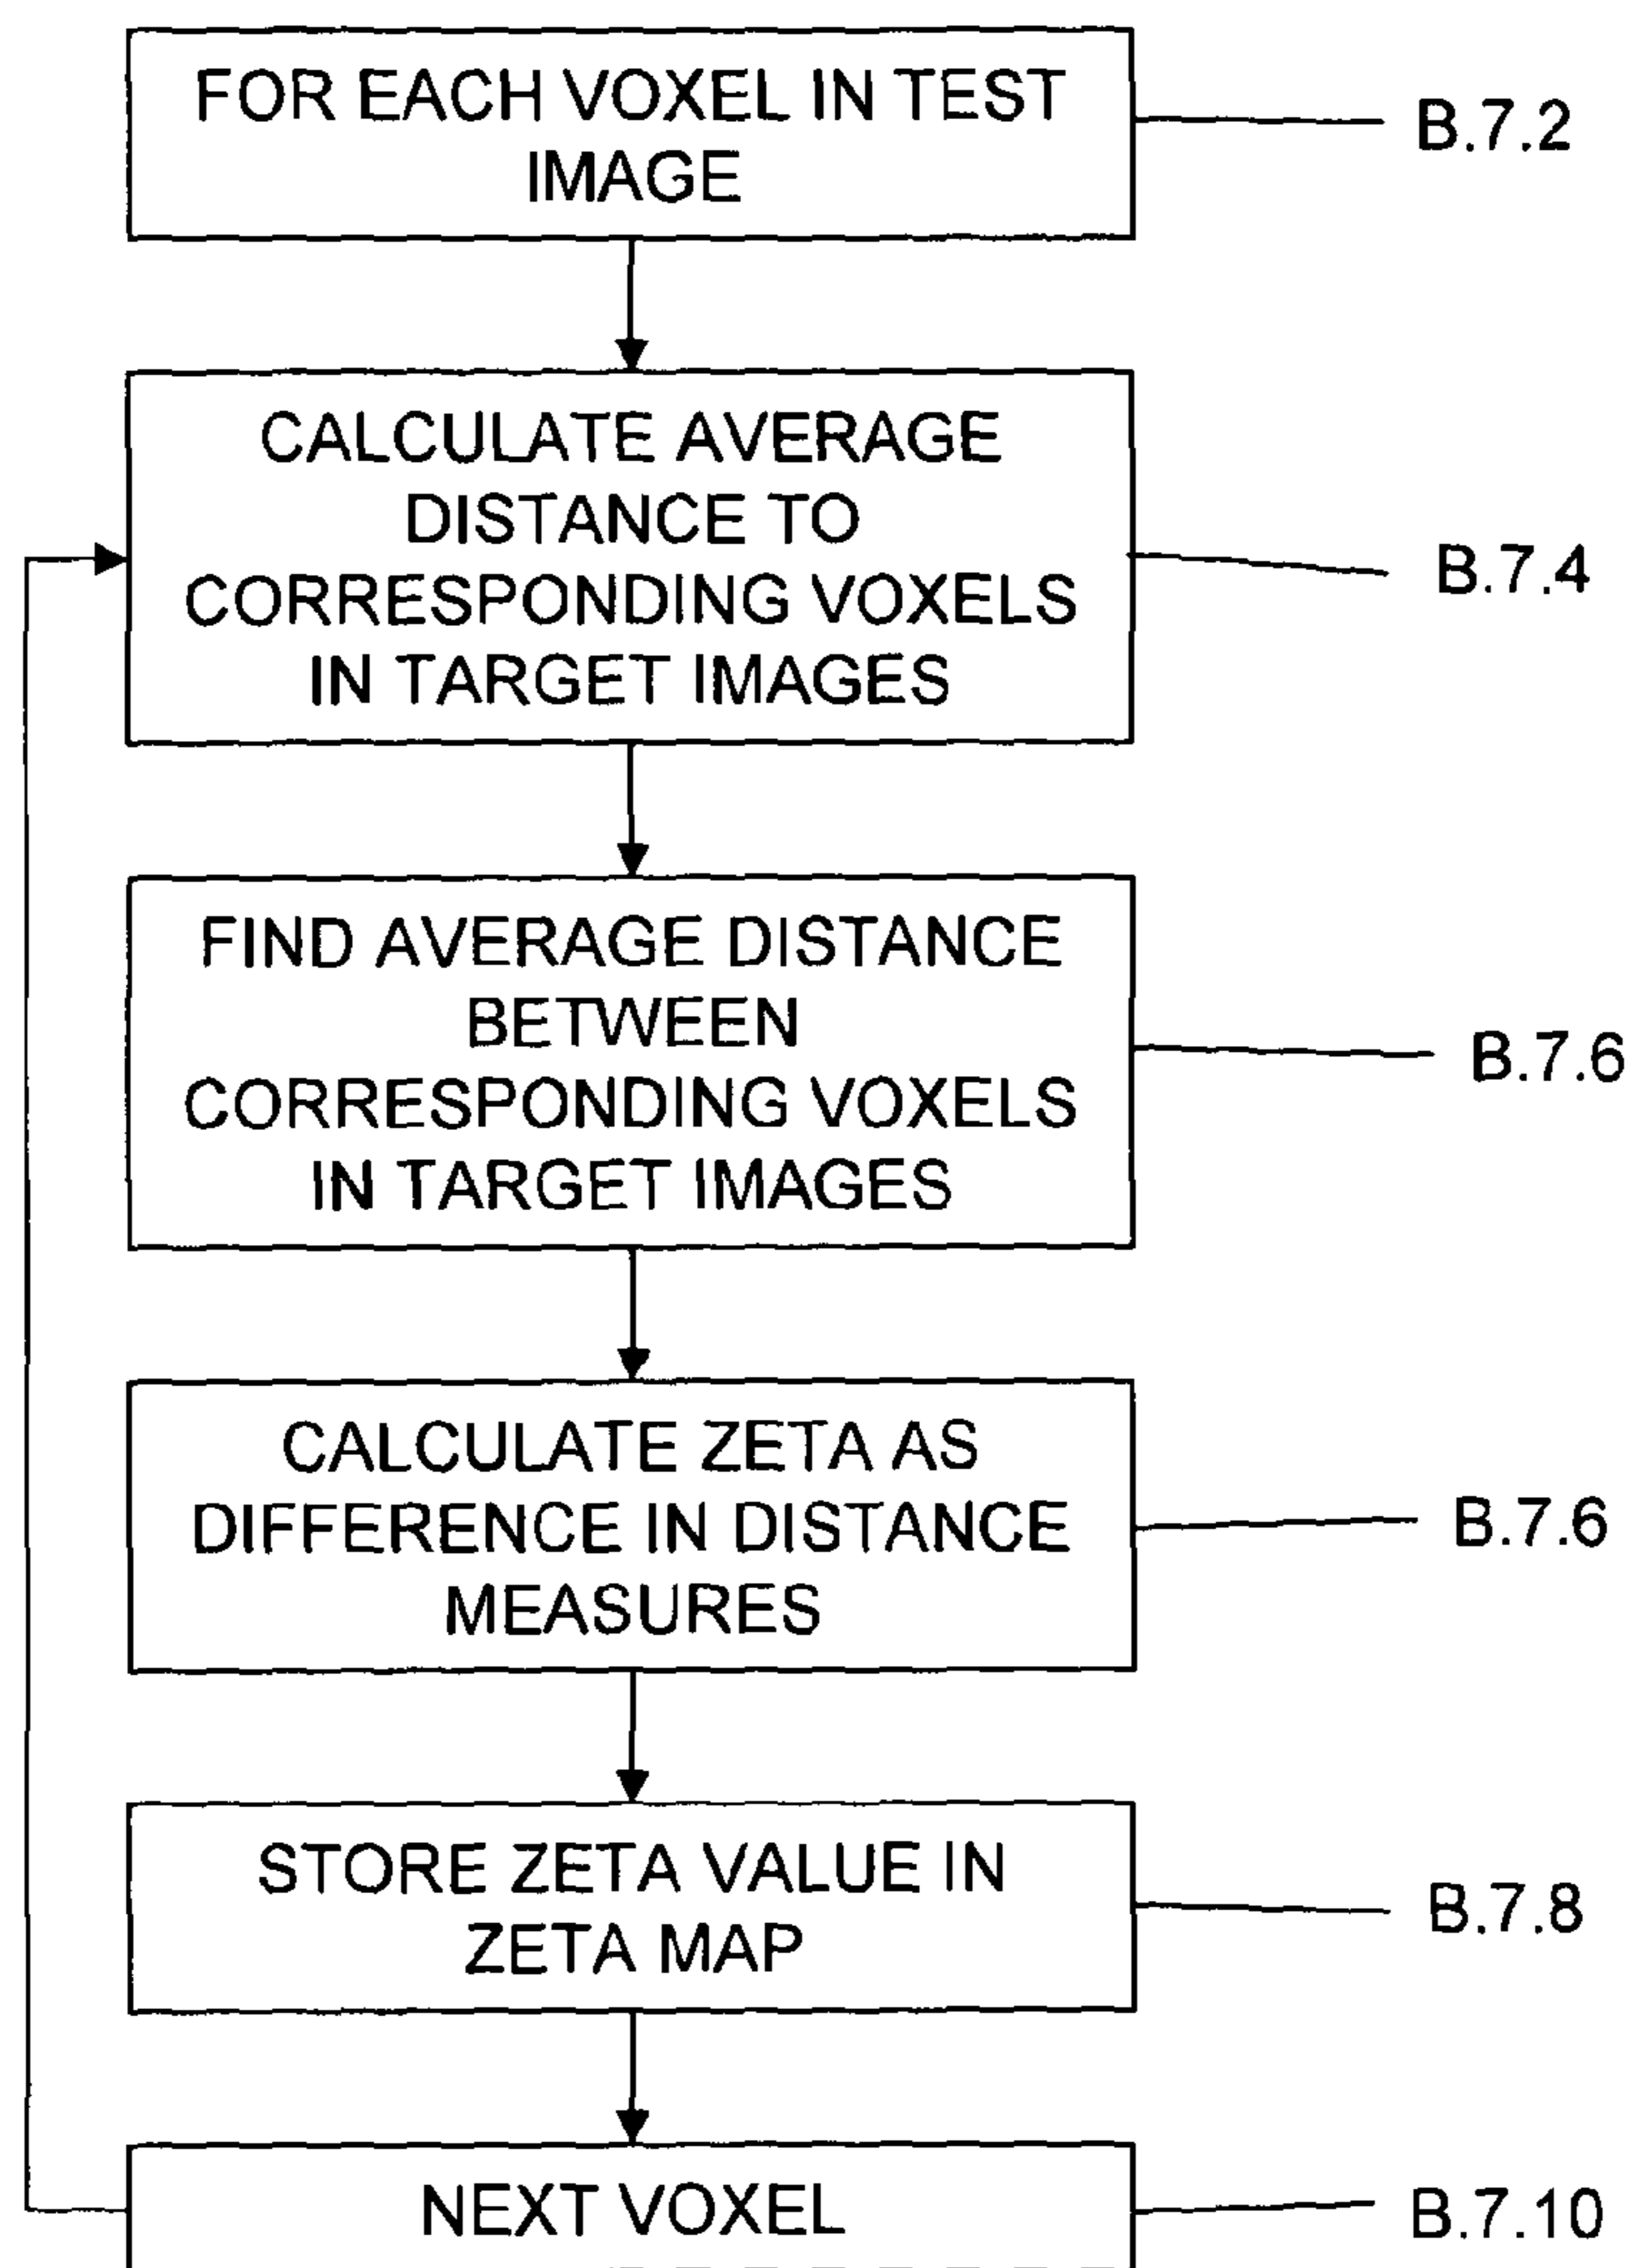 FOR EACH VOXEL IN TEST
IMAGE
B.7.2
CALCULATE AVERAGE
DISTANCE TO
CORRESPONDING VOXELS
IN TARGET IMAGES
B.7.4
FIND AVERAGE DISTANCE
BETWEEN
CORRESPONDING VOXELS
IN TARGET IMAGES
B.7.6
CALCULATE ZETA AS
DIFFERENCE IN DISTANCE
MEASURES
B.7.6
STORE ZETA VALUE IN
ZETA MAP
B.7.8
NEXT VOXEL
B.7.10